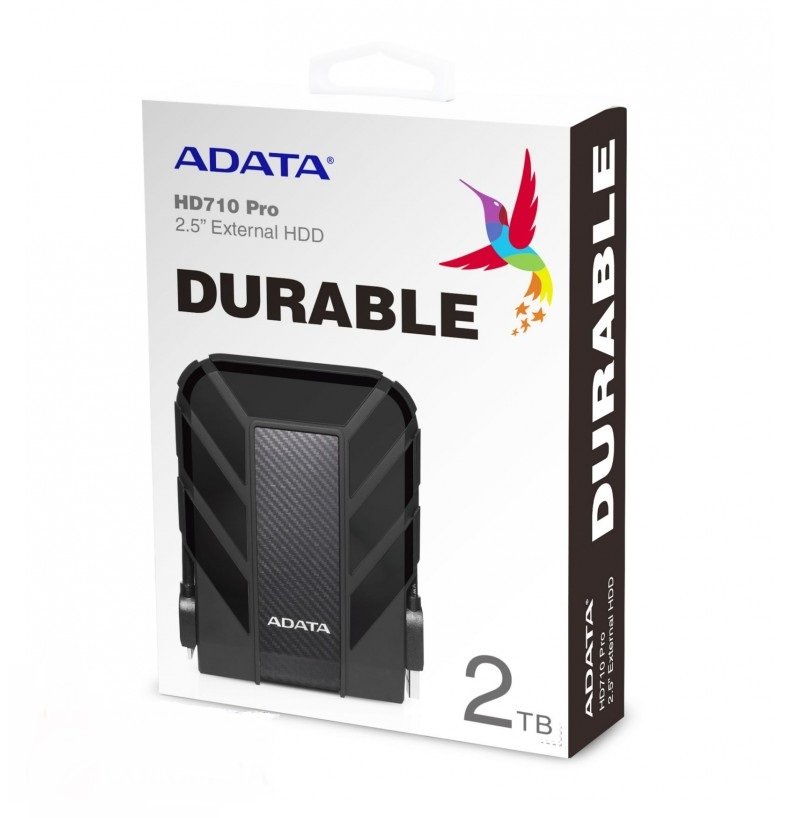 ADATA®
HD710 Pro
2.5” External HDD
DURABLE
ADATA
2TB
DURABLE
ADATA
HD710 Pro
2.5” External HDD